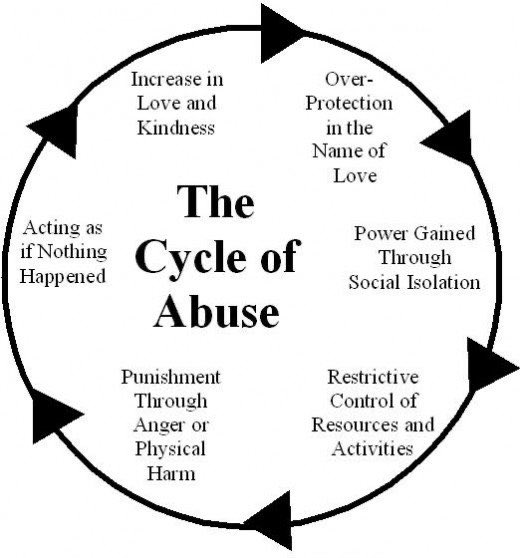 The
Cycle of
Abuse
Increase in
Love and
Kindness
Over-
Protection
in the
Name of
Love
Power Gained
Through
Social Isolation
Restrictive
Control of
Resources and
Activities
Punishment
Through
Anger or
Physical
Harm
Acting as
if Nothing
Happened